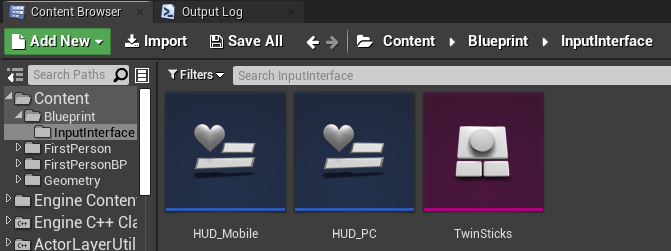 Content Browser
Output Log
Add New
Import
Save All
Content
Blueprint
InputInterface
Search Paths
Filters
Search InputInterface
Content
Blueprint
InputInterface
FirstPerson
FirstPersonBP
Geometry
Engine Conten
Engine C++ Cla
ActorLayerUtil
HUD_Mobile
HUD_PC
TwinSticks